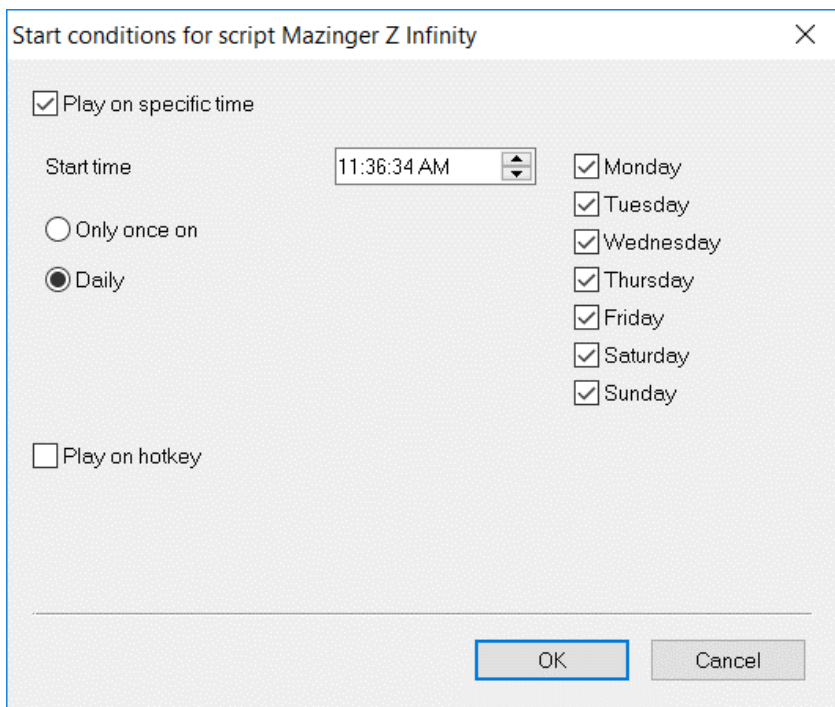 Start conditions for script Mazinger Z Infinity
Play on specific time
Start time
11:36:34 AM
Only once on
Daily
Monday
Tuesday
Wednesday
Thursday
Friday
Saturday
Sunday
Play on hotkey
OK
Cancel